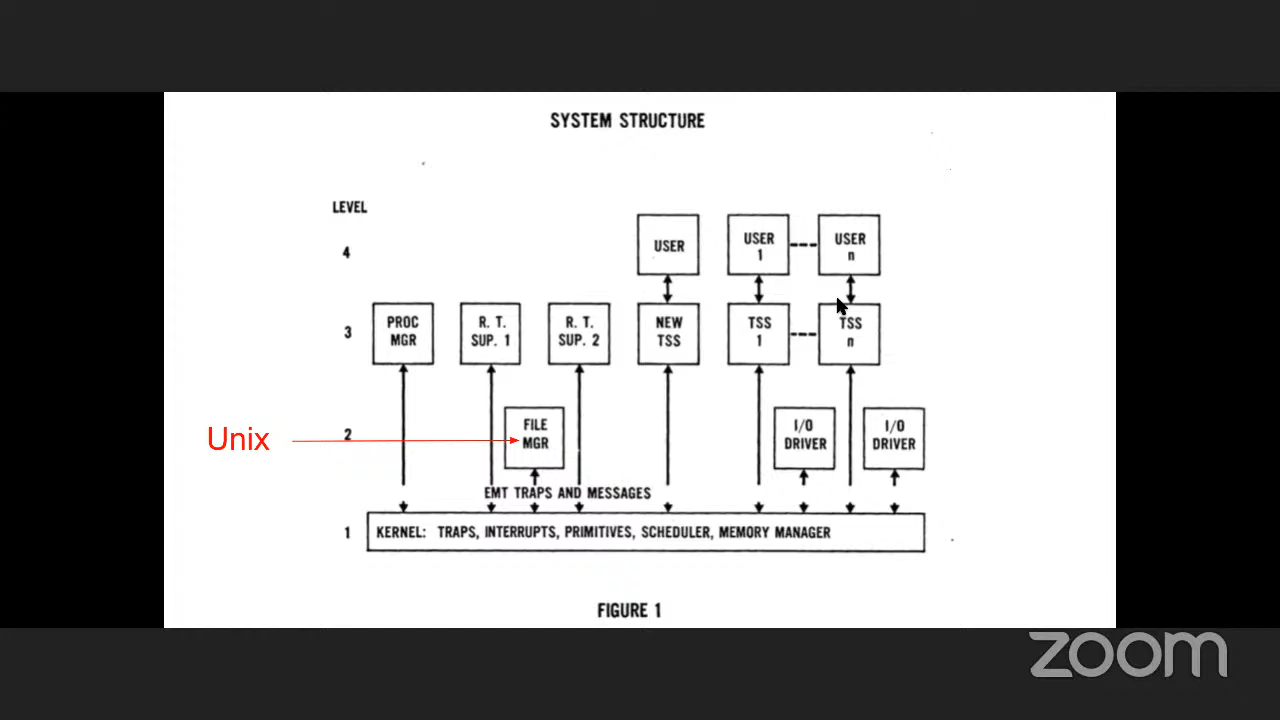 SYSTEM STRUCTURE
LEVEL
4
USER
USER
1
USER
n
3
PROC
MGR
R. T.
SUP. 1
R. T.
SUP. 2
NEW
TSS
TSS
1
TSS
n
Unix
2
FILE
MGR
I/O
DRIVER
I/O
DRIVER
EMT TRAPS AND MESSAGES
1
KERNEL: TRAPS, INTERRUPTS, PRIMITIVES, SCHEDULER, MEMORY MANAGER
FIGURE 1
zoom